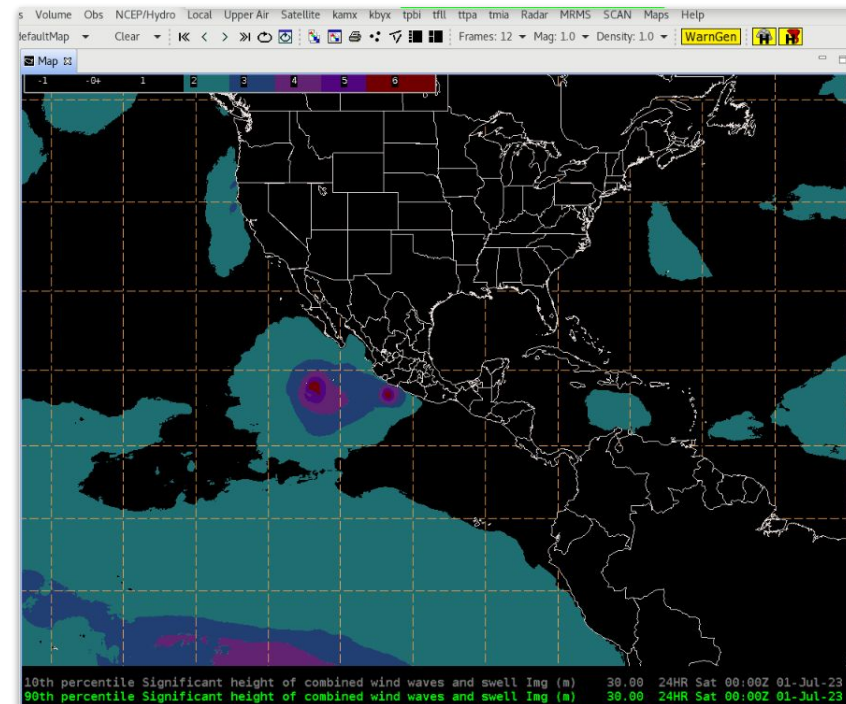 s Volume Obs NCEP/Hydro Local Upper Air Satellite kamx kbyx tpbi tfll ttpa tmia Radar MRMS SCAN Maps Help
defaultMap Clear Frames: 12 Mag: 1.0 Density: 1.0 WarnGen
Map
-1 -0+ 1 2 3 4 5 6
10th percentile Significant height of combined wind waves and swell Img (m) 30.00 24HR Sat 00:00Z 01-Jul-23
90th percentile Significant height of combined wind waves and swell Img (m) 30.00 24HR Sat 00:00Z 01-Jul-23